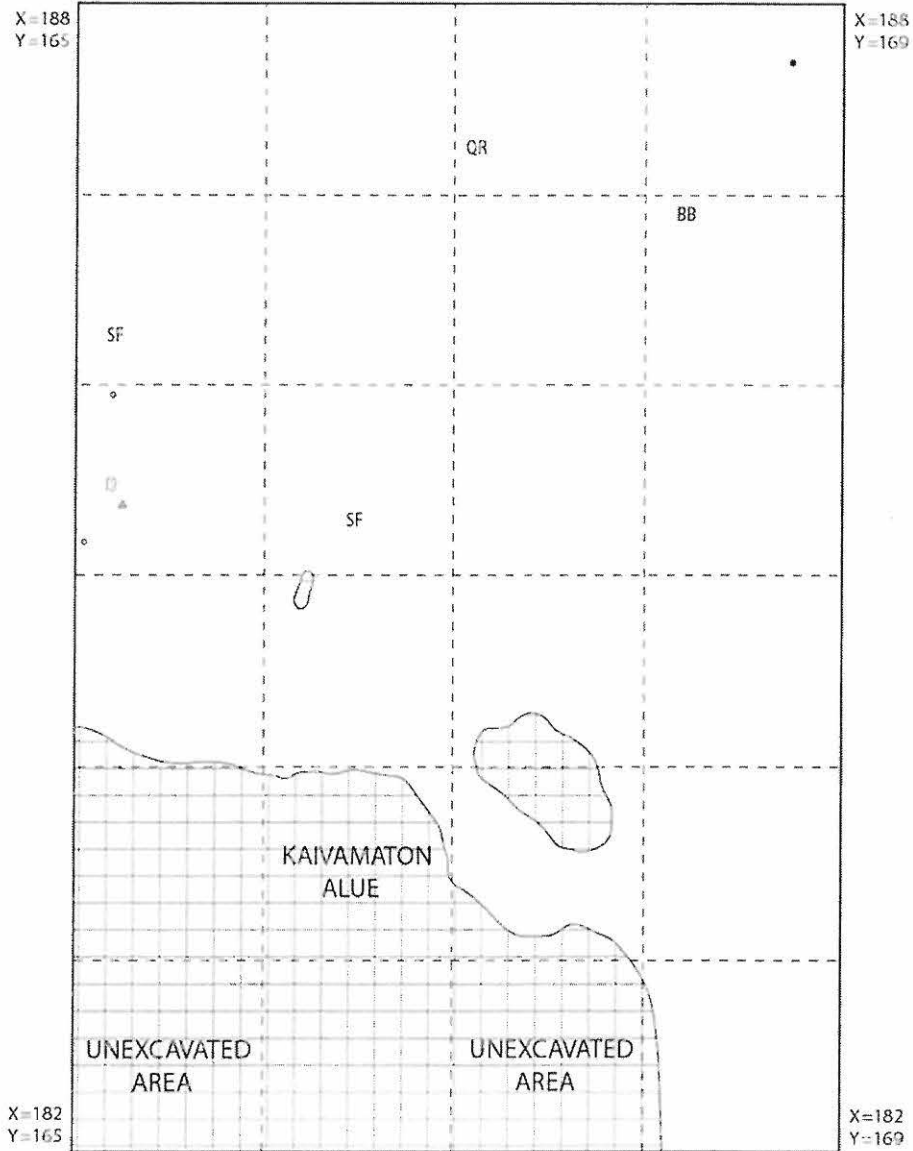 X=188
Y=165
X=188
Y=169
QR
BB
SF
SF
KAIVAMATON
ALUE
UNEXCAVATED
AREA
UNEXCAVATED
AREA
X=182
Y=165
X=182
Y=169